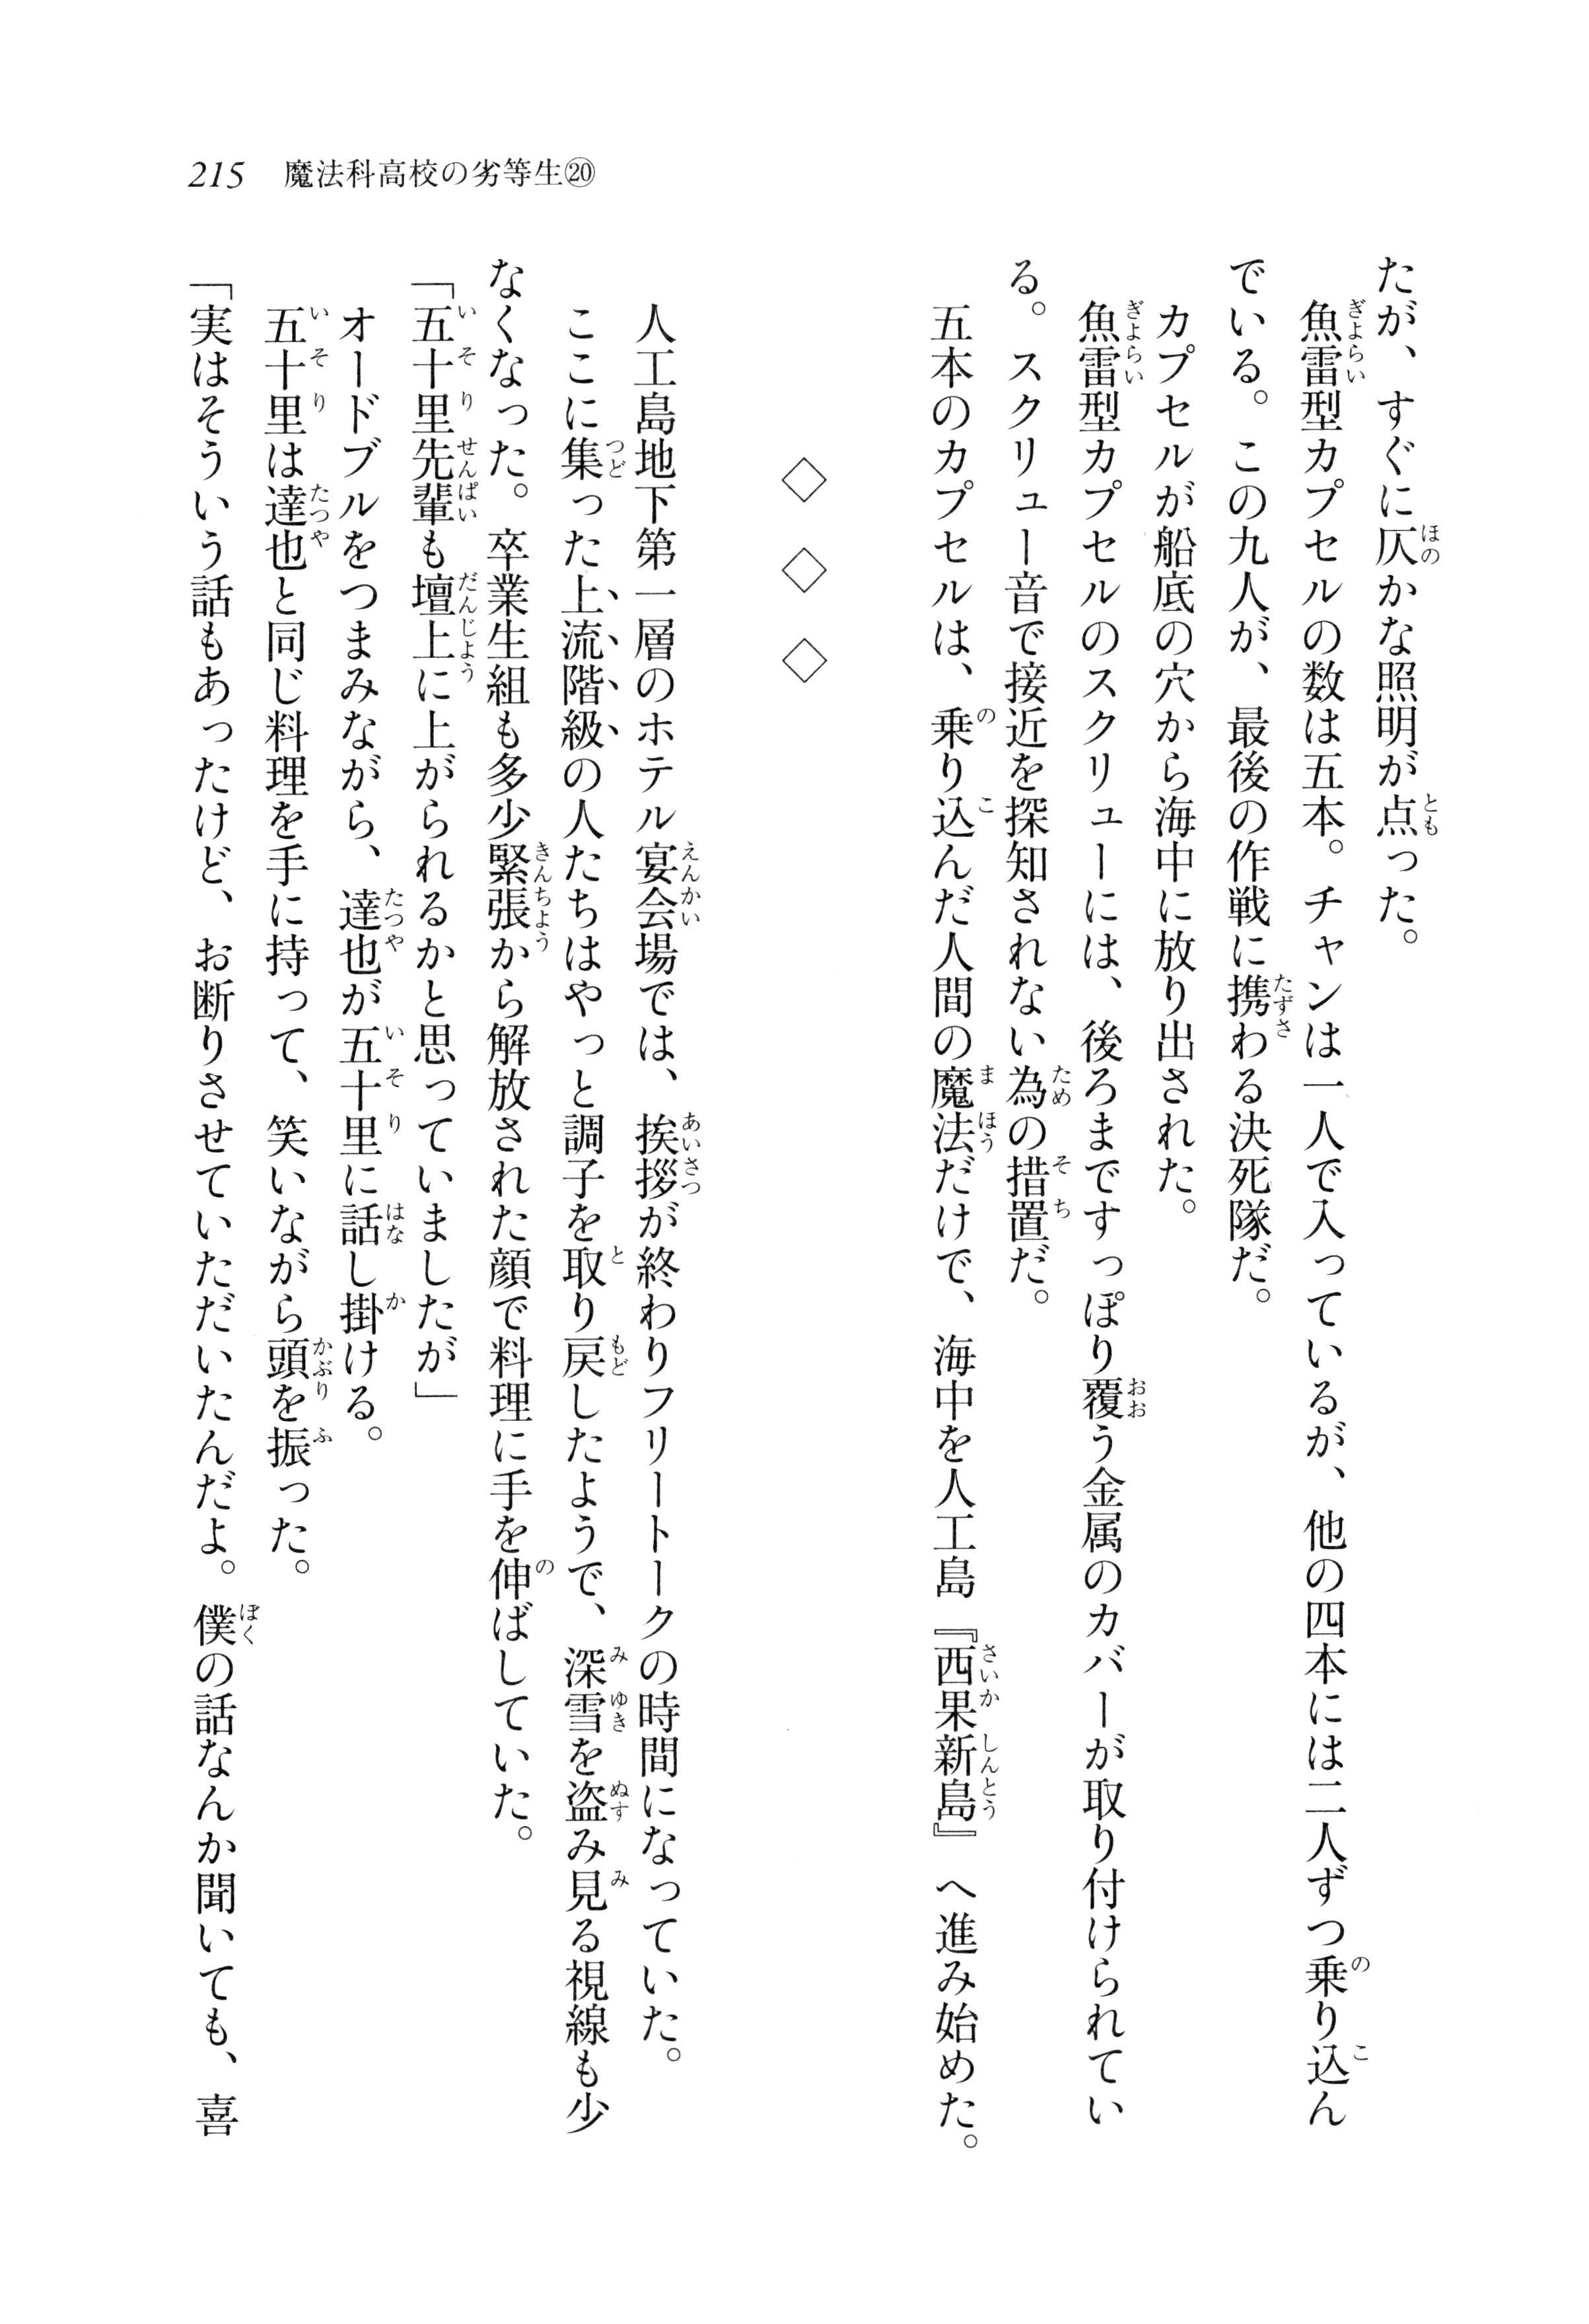 215 魔法科高校の劣等生⑳
たが、すぐに仄かな照明が点った。
魚雷型カプセルの数は五本。チャンは一人で入っているが、他の四本には二人ずつ乗り込ん
でいる。この九人が、最後の作戦に携わる決死隊だ。
カプセルが船底の穴から海中に放り出された。
魚雷型カプセルのスクリューには、後ろまですっぽり覆う金属のカバーが取り付けられてい
る。スクリュー音で接近を探知されない為の措置だ。
五本のカプセルは、乗り込んだ人間の魔法だけで、海中を人工島『西果新島』へ進み始めた。
◇ ◇ ◇
人工島地下第一層のホテル宴会場では、挨拶が終わりフリートークの時間になっていた。
ここに集った上流階級の人たちはやっと調子を取り戻したようで、深雪を盗み見る視線も少
なくなった。卒業生組も多少緊張から解放された顔で料理に手を伸ばしていた。
「五十里先輩も壇上に上がられるかと思っていましたが」
オードブルをつまみながら、達也が五十里に話し掛ける。
五十里は達也と同じ料理を手に持って、笑いながら頭を振った。
「実はそういう話もあったけど、お断りさせていただいたんだよ。僕の話なんか聞いても、喜